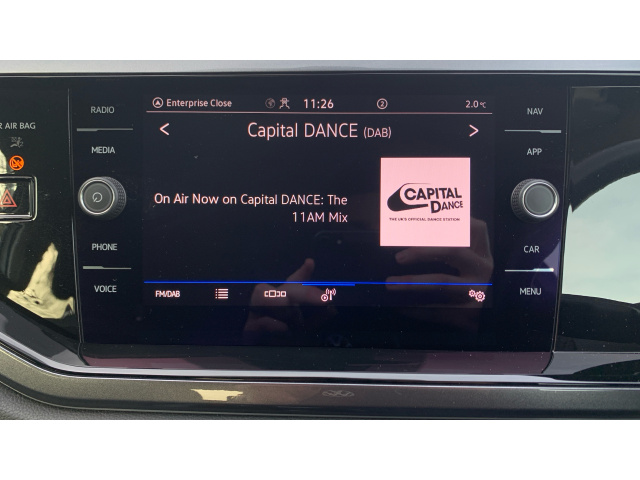 RADIO
MEDIA
PHONE
VOICE
R AIR BAG
Enterprise Close 11:26 2 2.0 °C
< Capital DANCE (DAB) >
On Air Now on Capital DANCE: The
11AM Mix
CAPITAL
DANCE
THE UK'S OFFICIAL DANCE STATION
FM/DAB
NAV
APP
CAR
MENU